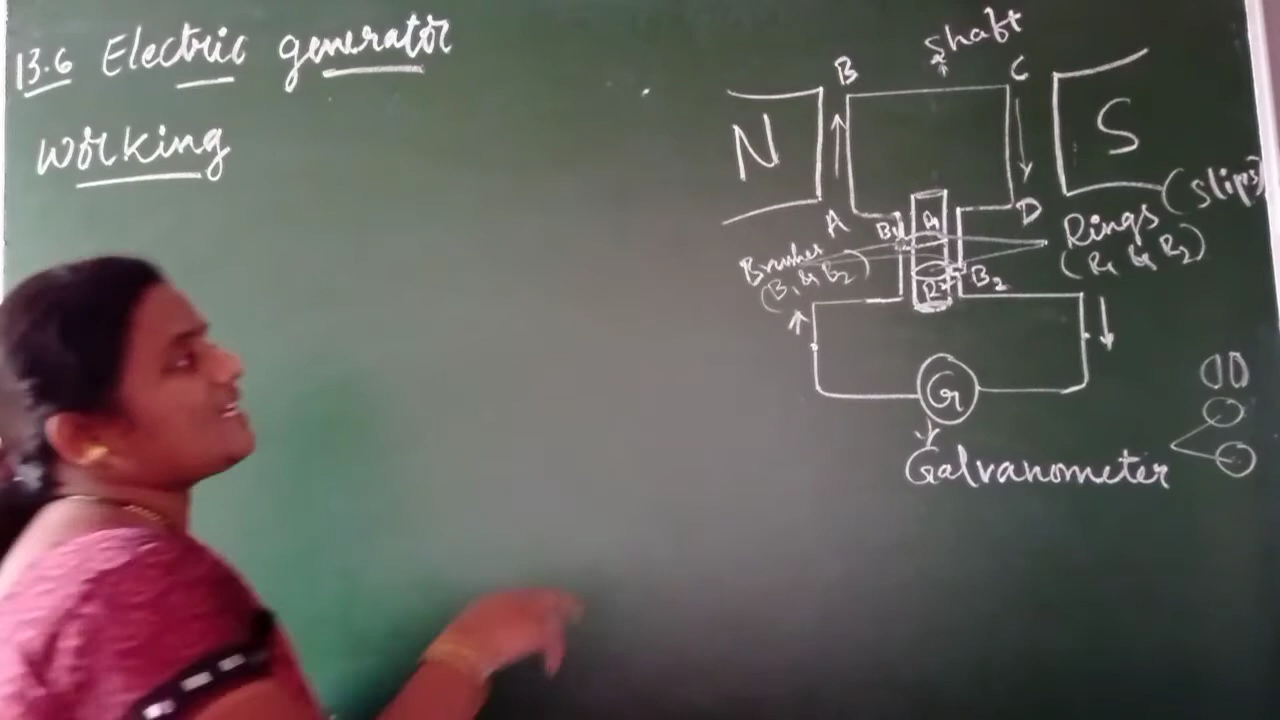 13.6 Electric generator
Working
shaft
B
C
N
S
A
D
(slips)
Rings
(R1 & R2)
Brushes
(B1 & B2)
B1
R1
R2
B2
G
Galvanometer